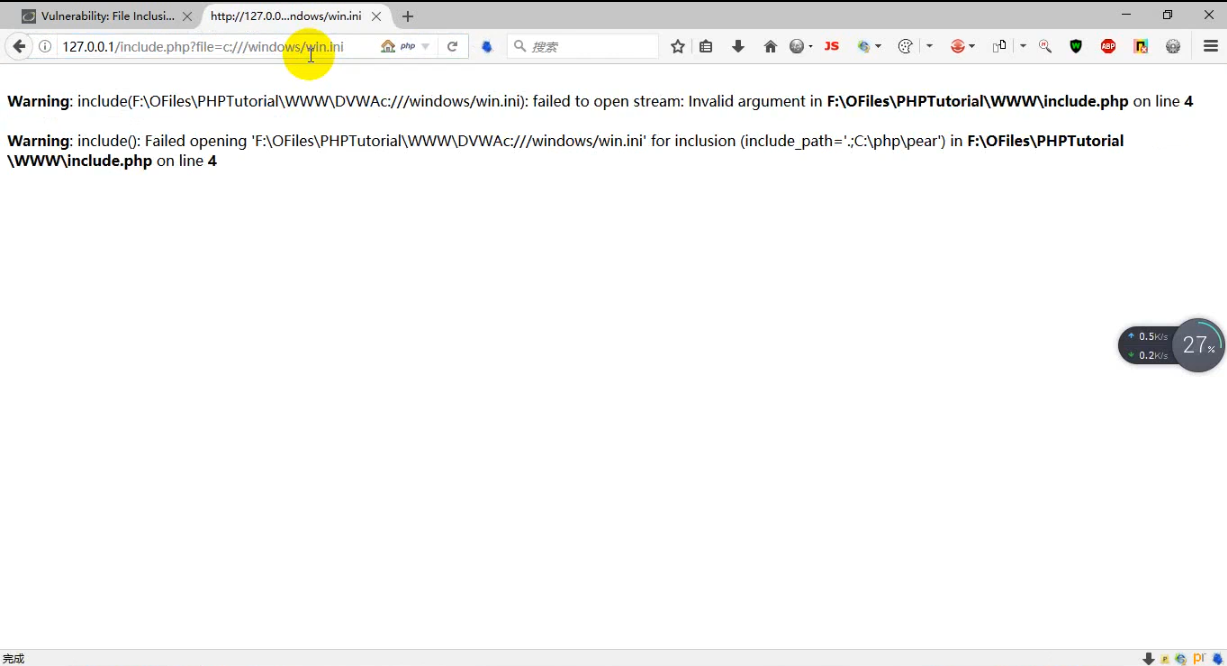 Vulnerability: File Inclusi...
http://127.0.0...ndows/win.ini
127.0.0.1/include.php?file=c:///windows/win.ini
php
搜索
JS
W
ABP
Warning: include(F:\OFiles\PHPTutorial\WWW\DVWAc:///windows/win.ini): failed to open stream: Invalid argument in F:\OFiles\PHPTutorial\WWW\include.php on line 4
Warning: include(): Failed opening 'F:\OFiles\PHPTutorial\WWW\DVWAc:///windows/win.ini' for inclusion (include_path='.;C:\php\pear') in F:\OFiles\PHPTutorial
\WWW\include.php on line 4
0.5K/s
27%
0.2K/s
完成
pr